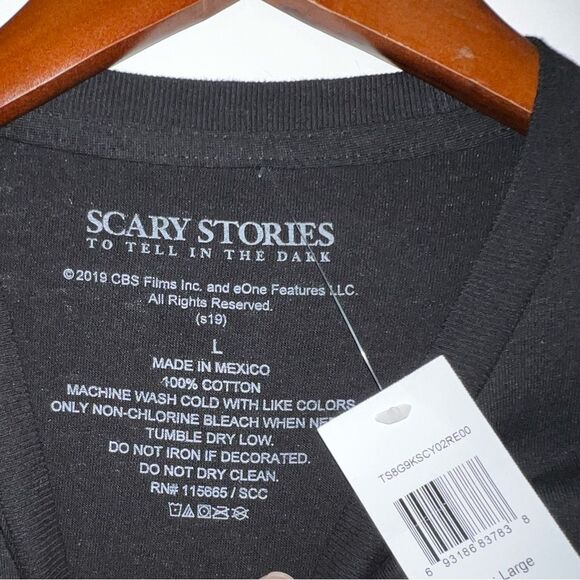 SCARY STORIES
TO TELL IN THE DARK
© 2019 CBS Films Inc. and eOne Features LLC.
All Rights Reserved.
(s19)
L
MADE IN MEXICO
100% COTTON
MACHINE WASH COLD WITH LIKE COLORS
ONLY NON-CHLORINE BLEACH WHEN
TUMBLE DRY LOW.
DO NOT IRON IF DECORATED.
DO NOT DRY CLEAN.
RN# 115665 / SCC
TS8G9KSCY02RE00
6 93186 83783 8
Large